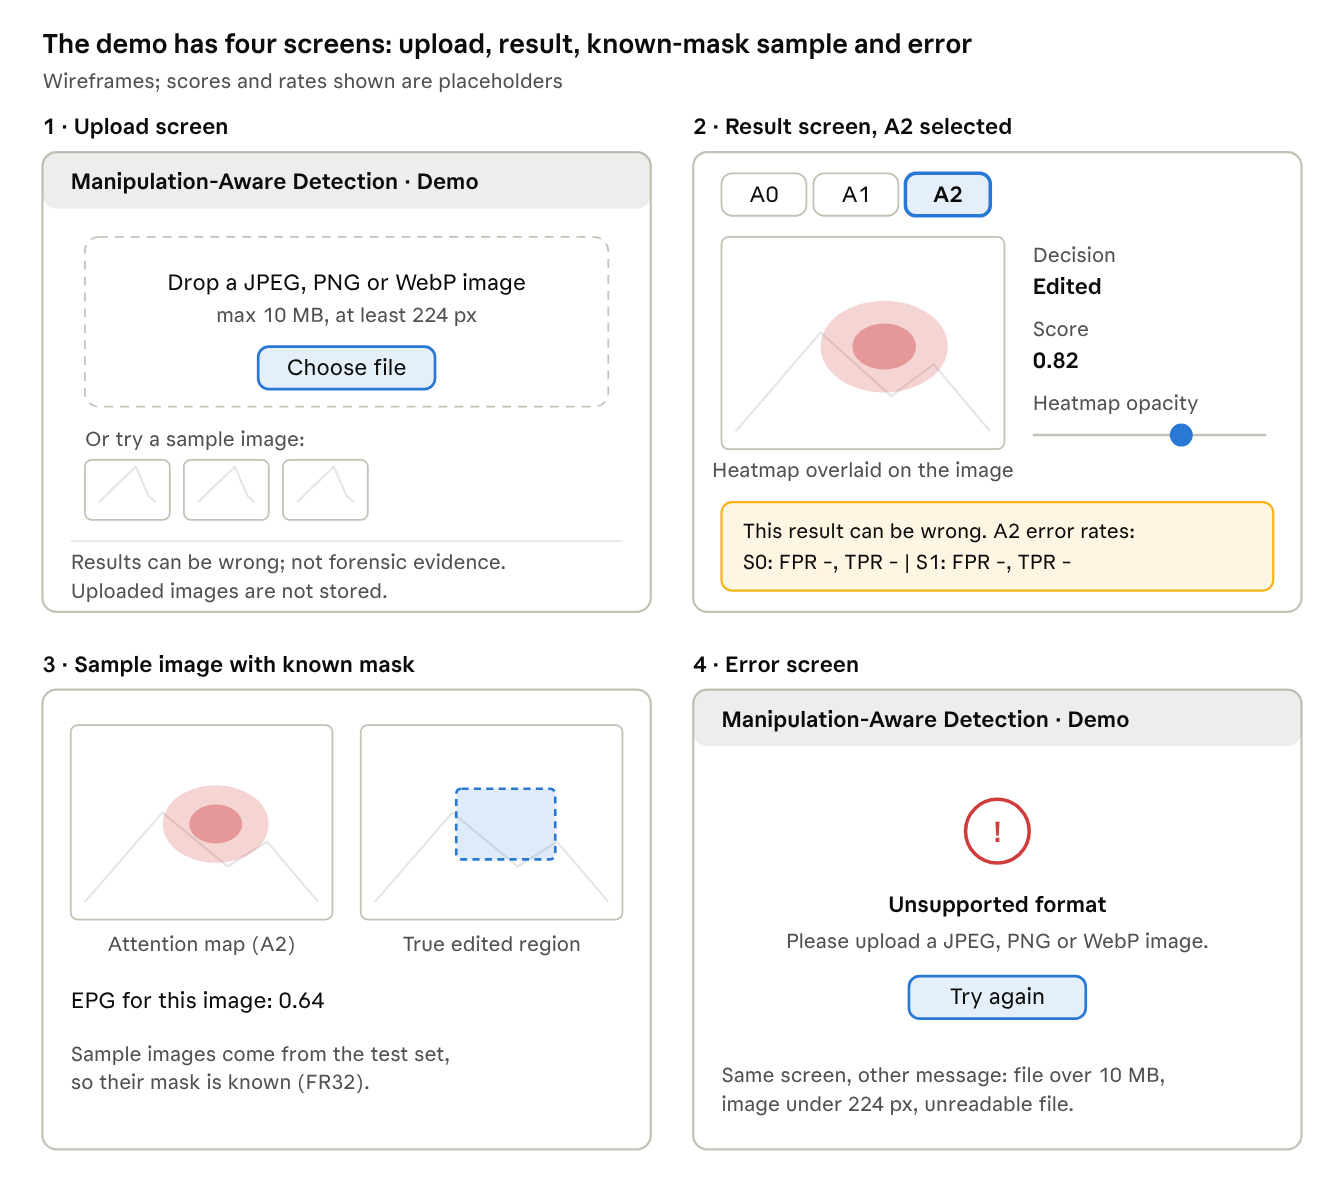 The demo has four screens: upload, result, known-mask sample and error
Wireframes; scores and rates shown are placeholders
1 · Upload screen
Manipulation-Aware Detection · Demo
Drop a JPEG, PNG or WebP image
max 10 MB, at least 224 px
Choose file
Or try a sample image:
Results can be wrong; not forensic evidence.
Uploaded images are not stored.
2 · Result screen, A2 selected
A0 A1 A2
Decision
Edited
Score
0.82
Heatmap opacity
Heatmap overlaid on the image
This result can be wrong. A2 error rates:
S0: FPR -, TPR - | S1: FPR -, TPR -
3 · Sample image with known mask
Attention map (A2)
True edited region
EPG for this image: 0.64
Sample images come from the test set,
so their mask is known (FR32).
4 · Error screen
Manipulation-Aware Detection · Demo
!
Unsupported format
Please upload a JPEG, PNG or WebP image.
Try again
Same screen, other message: file over 10 MB,
image under 224 px, unreadable file.